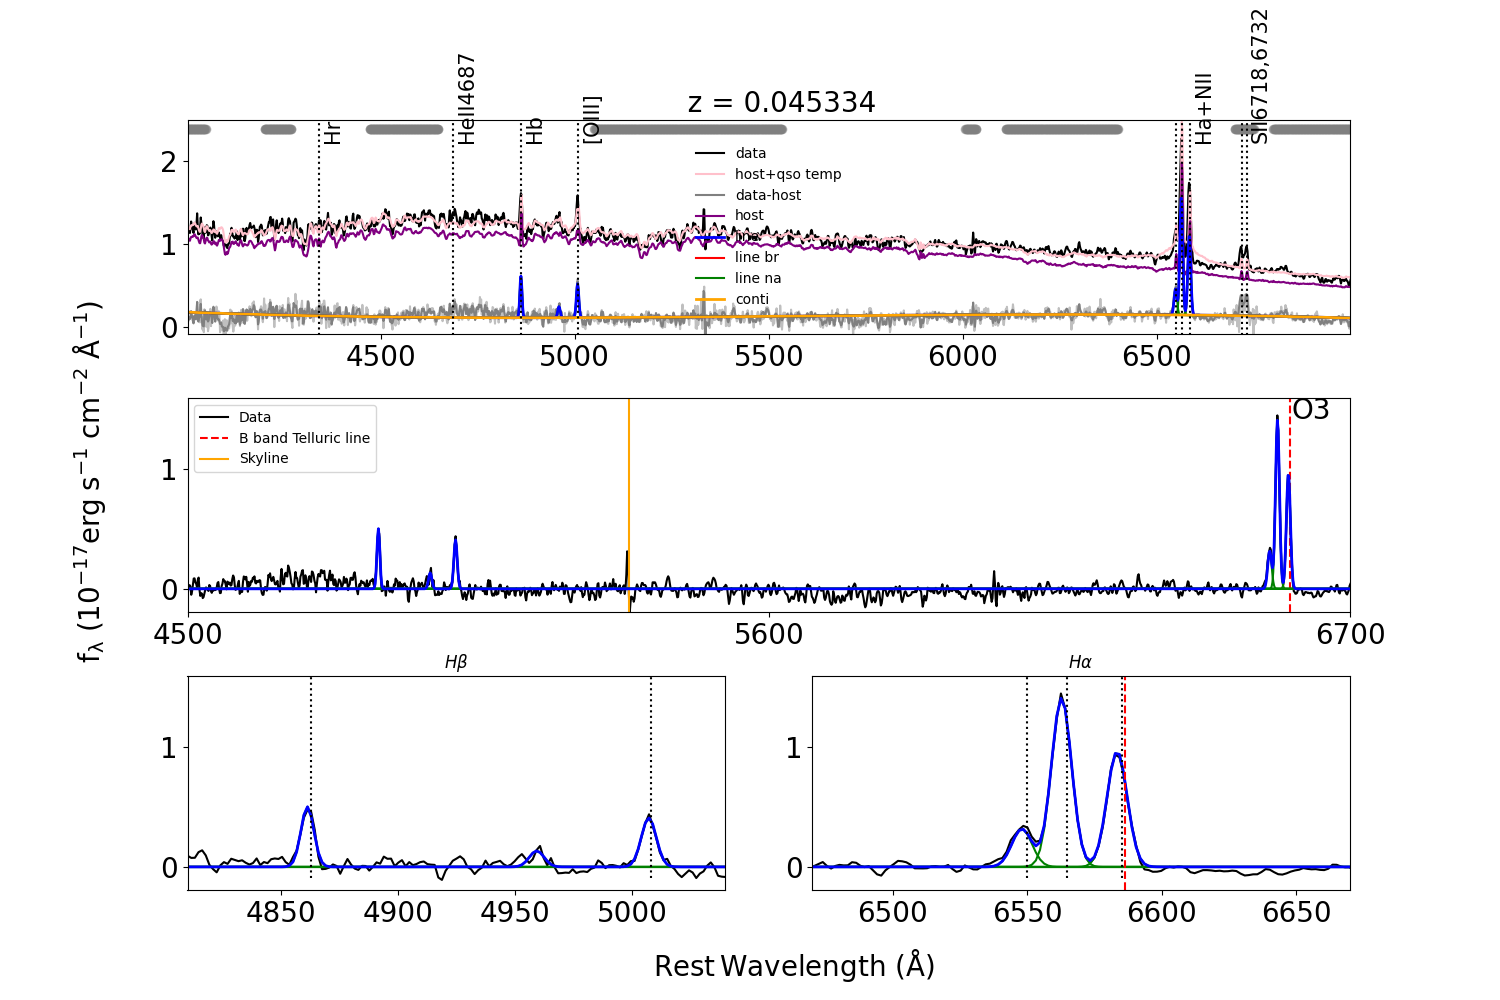 z = 0.045334
Hr
HeII4687
Hb
[OIII]
Ha+NII
SII6718,6732
data
host+qso temp
data-host
host
line
line br
line na
conti
2
1
0
4500 5000 5500 6000 6500
Data
B band Telluric line
Skyline
O3
1
0
4500 5600 6700
fλ (10⁻¹⁷erg s⁻¹ cm⁻² Å⁻¹)
Hβ
1
0
4850 4900 4950 5000
Hα
1
0
6500 6550 6600 6650
Rest Wavelength (Å)